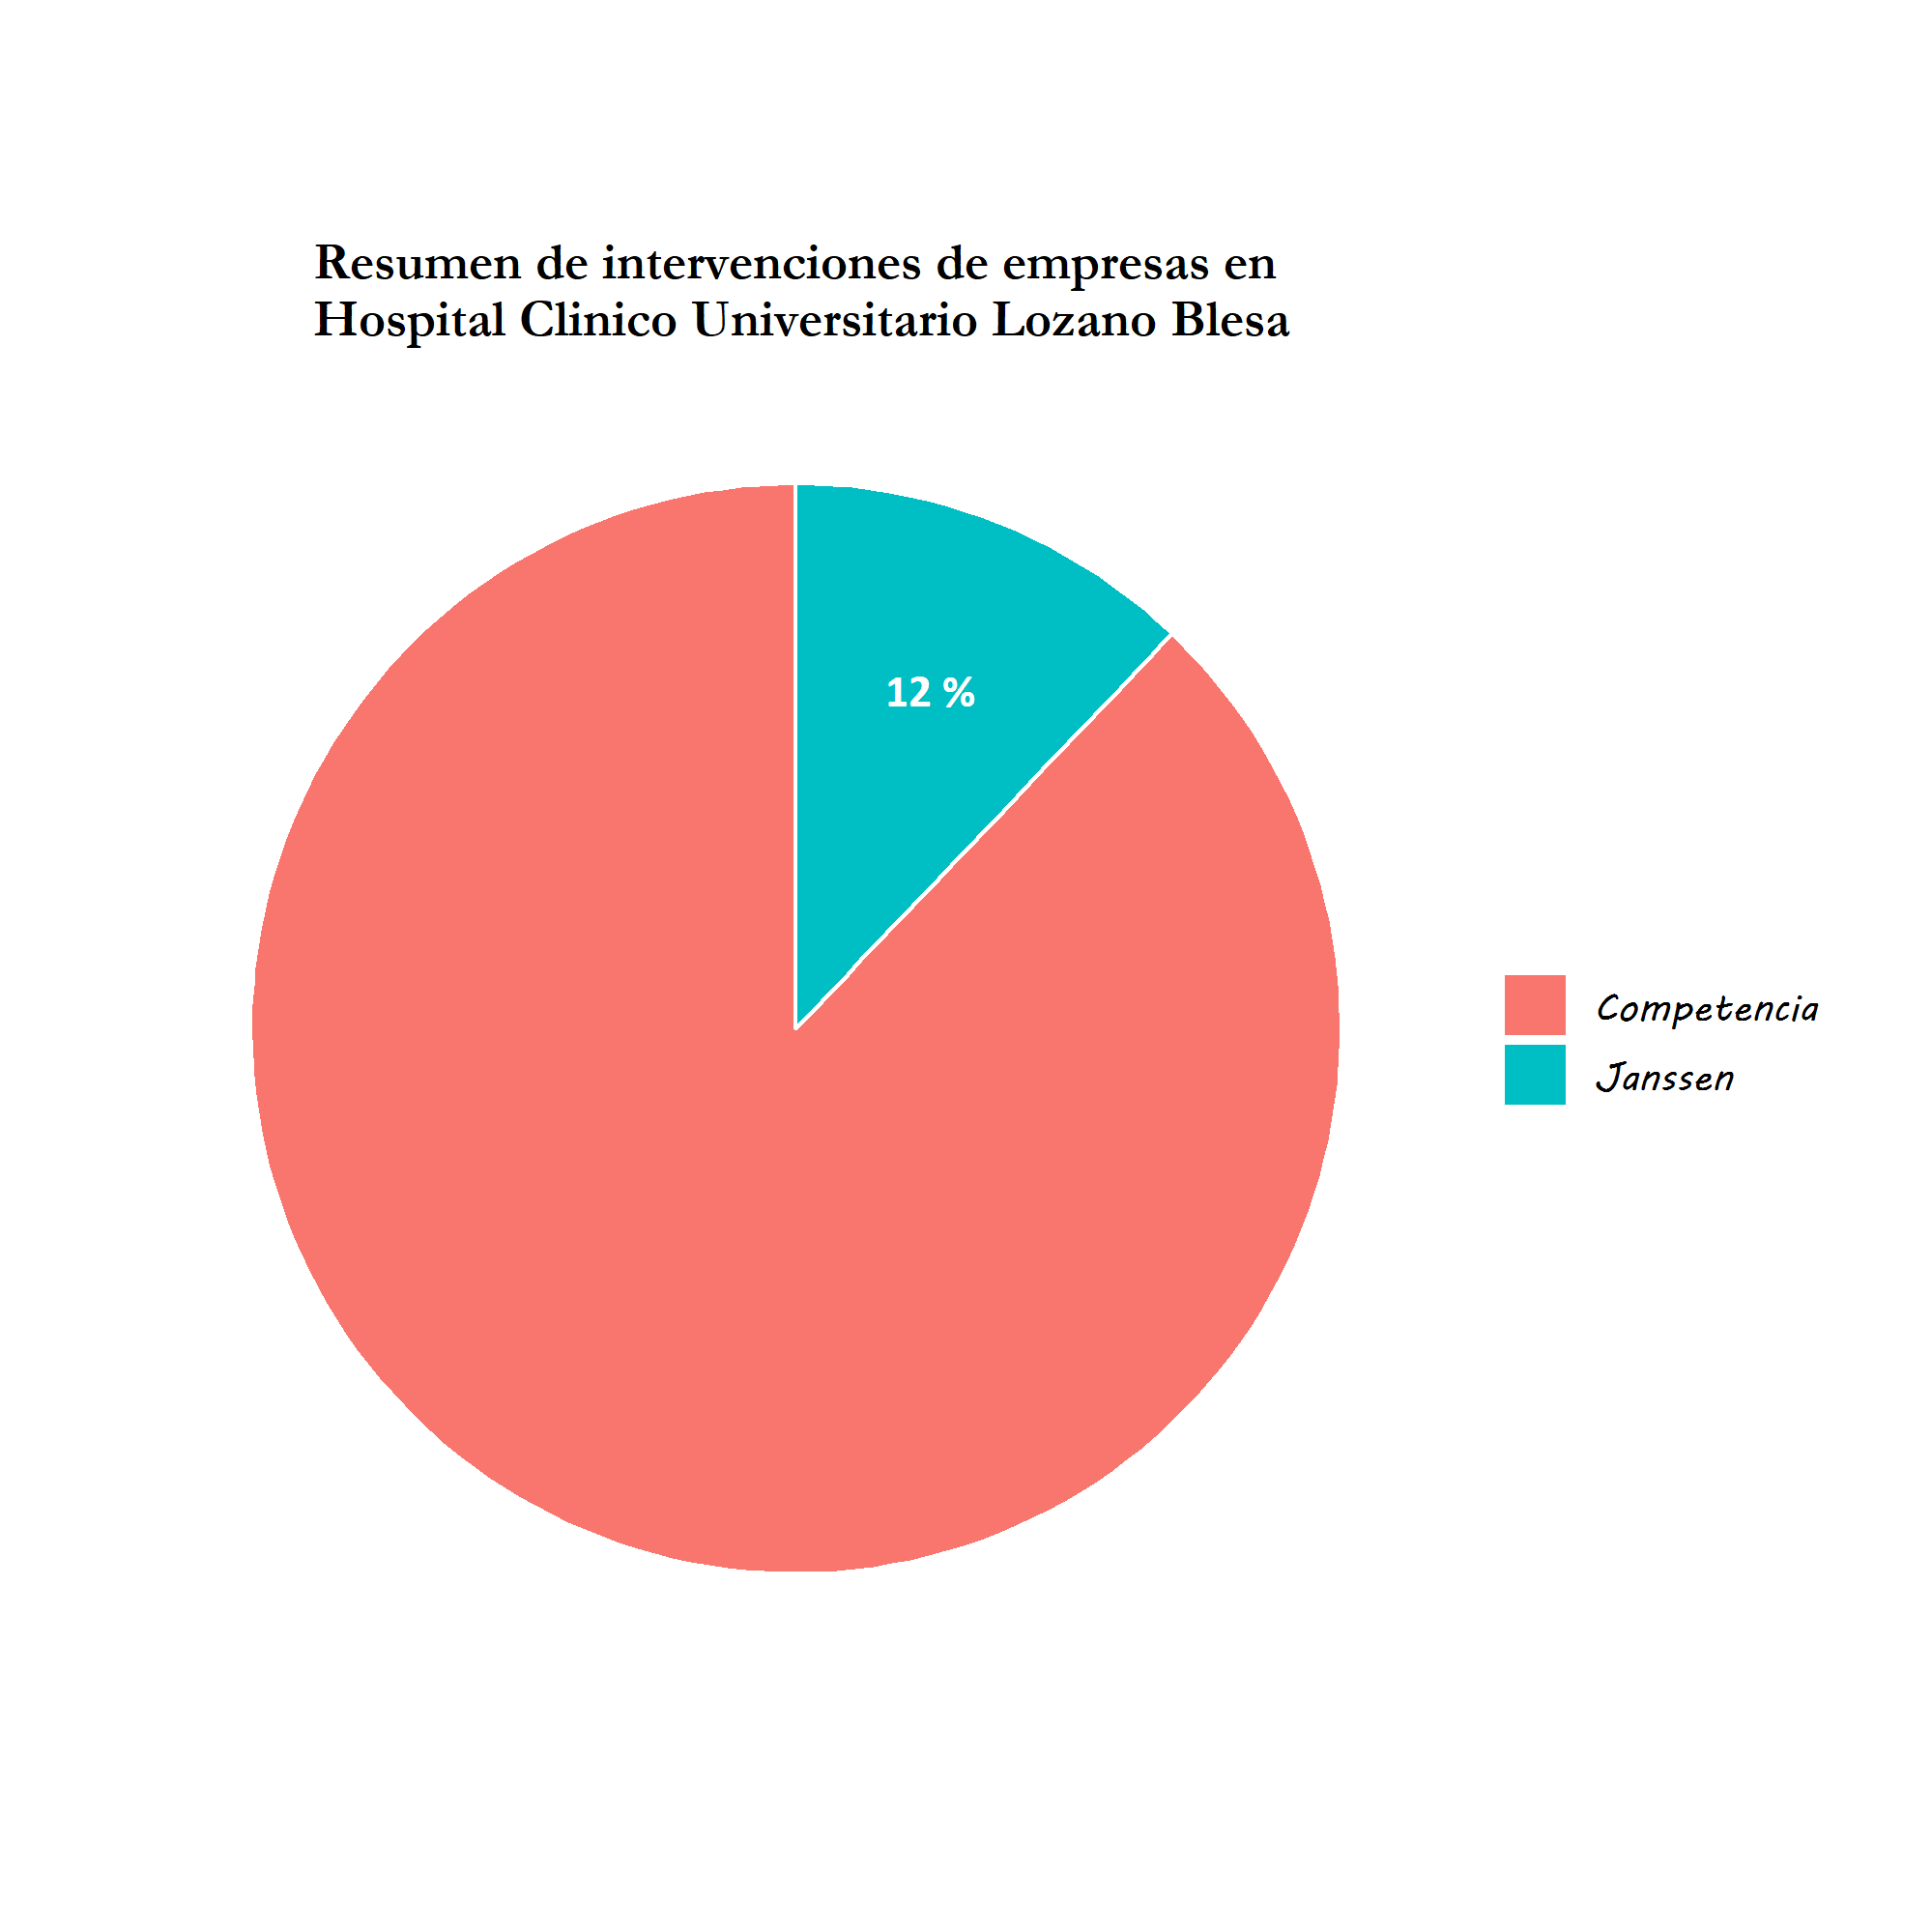 Resumen de intervenciones de empresas en
Hospital Clinico Universitario Lozano Blesa
12 %
Competencia
Janssen